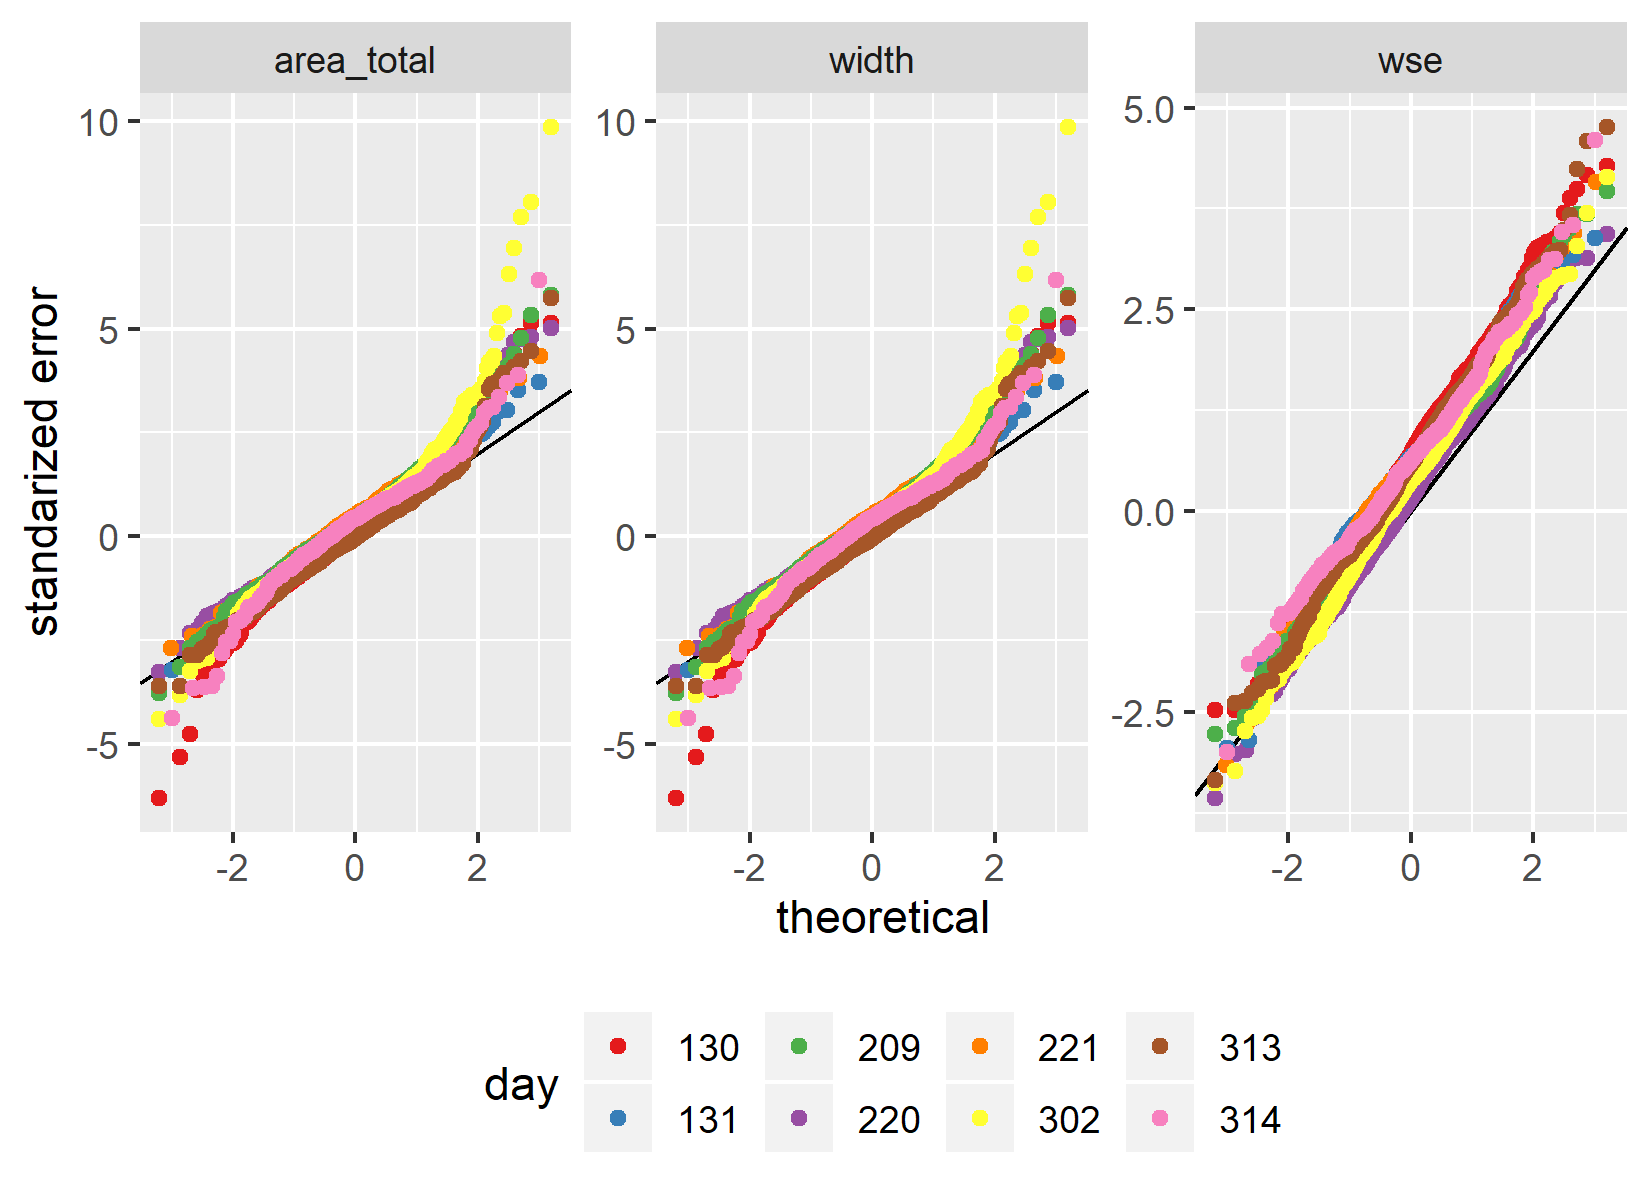 area_total width wse
10 10 5.0
5 5 2.5
0 0 0.0
-5 -5 -2.5
-2 0 2 -2 0 2 -2 0 2
standarized error
theoretical
day
130 209 221 313
131 220 302 314